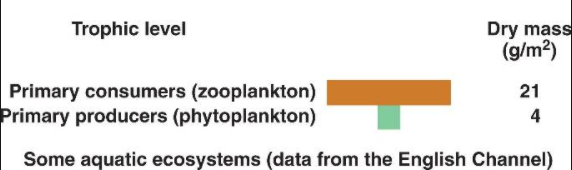 Trophic level Dry mass
(g/m²)
Primary consumers (zooplankton) 21
Primary producers (phytoplankton) 4
Some aquatic ecosystems (data from the English Channel)